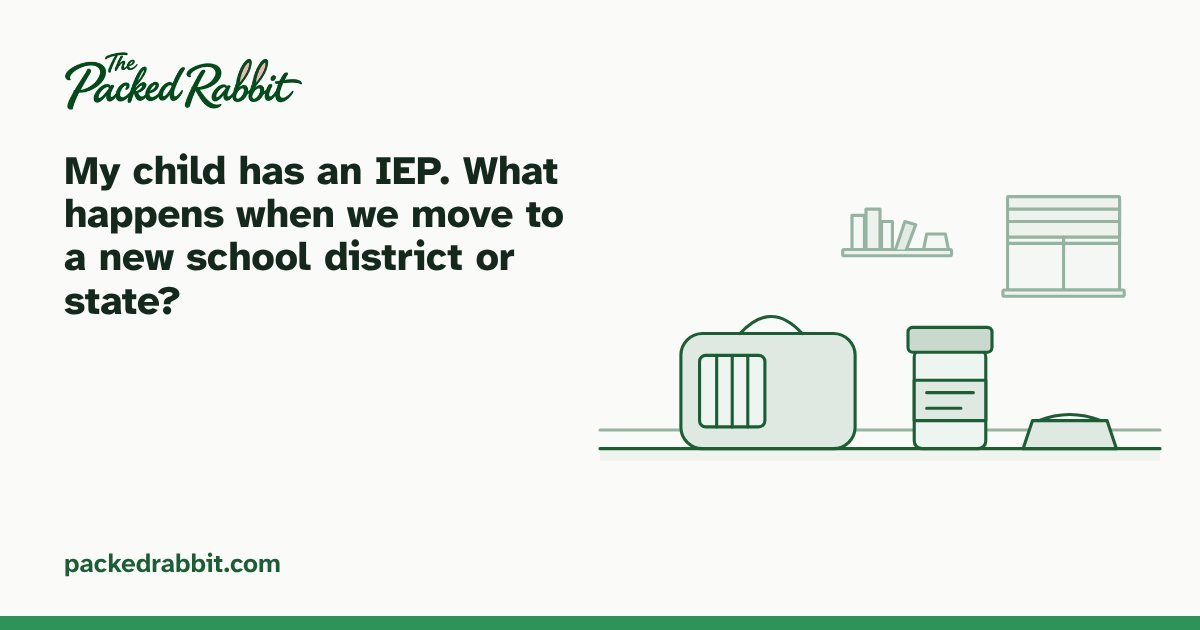 The
Packed Rabbit
My child has an IEP. What
happens when we move to
a new school district or
state?
packedrabbit.com